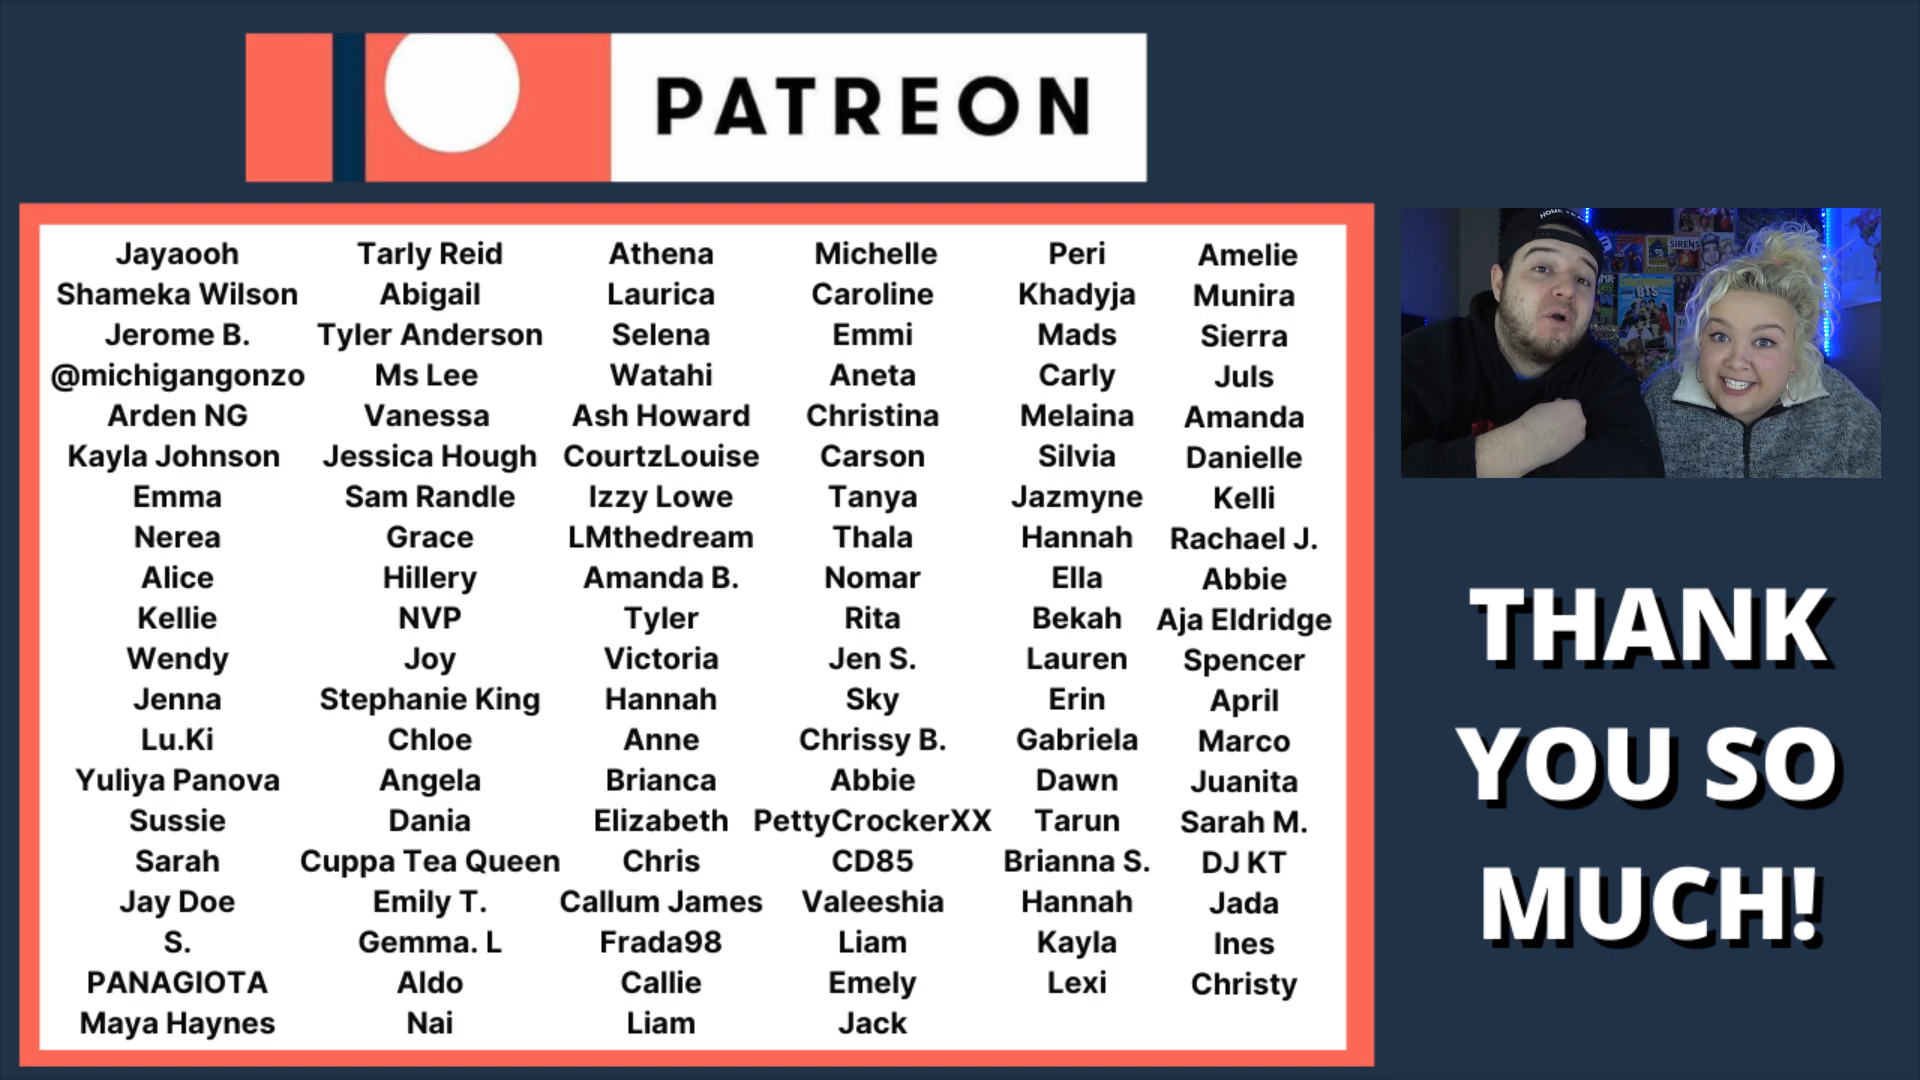 PATREON
Jayaooh
Shameka Wilson
Jerome B.
@michigangonzo
Arden NG
Kayla Johnson
Emma
Nerea
Alice
Kellie
Wendy
Jenna
Lu.Ki
Yuliya Panova
Sussie
Sarah
Jay Doe
S.
PANAGIOTA
Maya Haynes
Tarly Reid
Abigail
Tyler Anderson
Ms Lee
Vanessa
Jessica Hough
Sam Randle
Grace
Hillery
NVP
Joy
Stephanie King
Chloe
Angela
Dania
Cuppa Tea Queen
Emily T.
Gemma. L
Aldo
Nai
Athena
Laurica
Selena
Watahi
Ash Howard
CourtzLouise
Izzy Lowe
LMthedream
Amanda B.
Tyler
Victoria
Hannah
Anne
Brianca
Elizabeth
Chris
Callum James
Frada98
Callie
Liam
Michelle
Caroline
Emmi
Aneta
Christina
Carson
Tanya
Thala
Nomar
Rita
Jen S.
Sky
Chrissy B.
Abbie
PettyCrockerXX
CD85
Valeeshia
Liam
Emely
Jack
Peri
Khadyja
Mads
Carly
Melaina
Silvia
Jazmyne
Hannah
Ella
Bekah
Lauren
Erin
Gabriela
Dawn
Tarun
Brianna S.
Hannah
Kayla
Lexi
Amelie
Munira
Sierra
Juls
Amanda
Danielle
Kelli
Rachael J.
Abbie
Aja Eldridge
Spencer
April
Marco
Juanita
Sarah M.
DJ KT
Jada
Ines
Christy
SIRENS
BTS
THANK
YOU SO
MUCH!